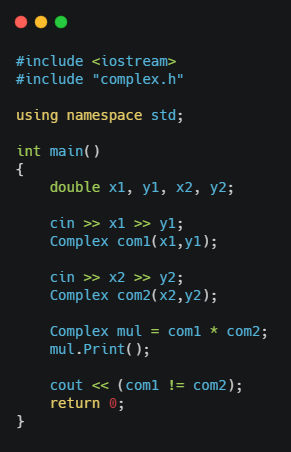 #include <iostream>
#include "complex.h"
using namespace std;
int main()
{
    double x1, y1, x2, y2;
    cin >> x1 >> y1;
    Complex com1(x1,y1);
    cin >> x2 >> y2;
    Complex com2(x2,y2);
    Complex mul = com1 * com2;
    mul.Print();
    cout << (com1 != com2);
    return 0;
}